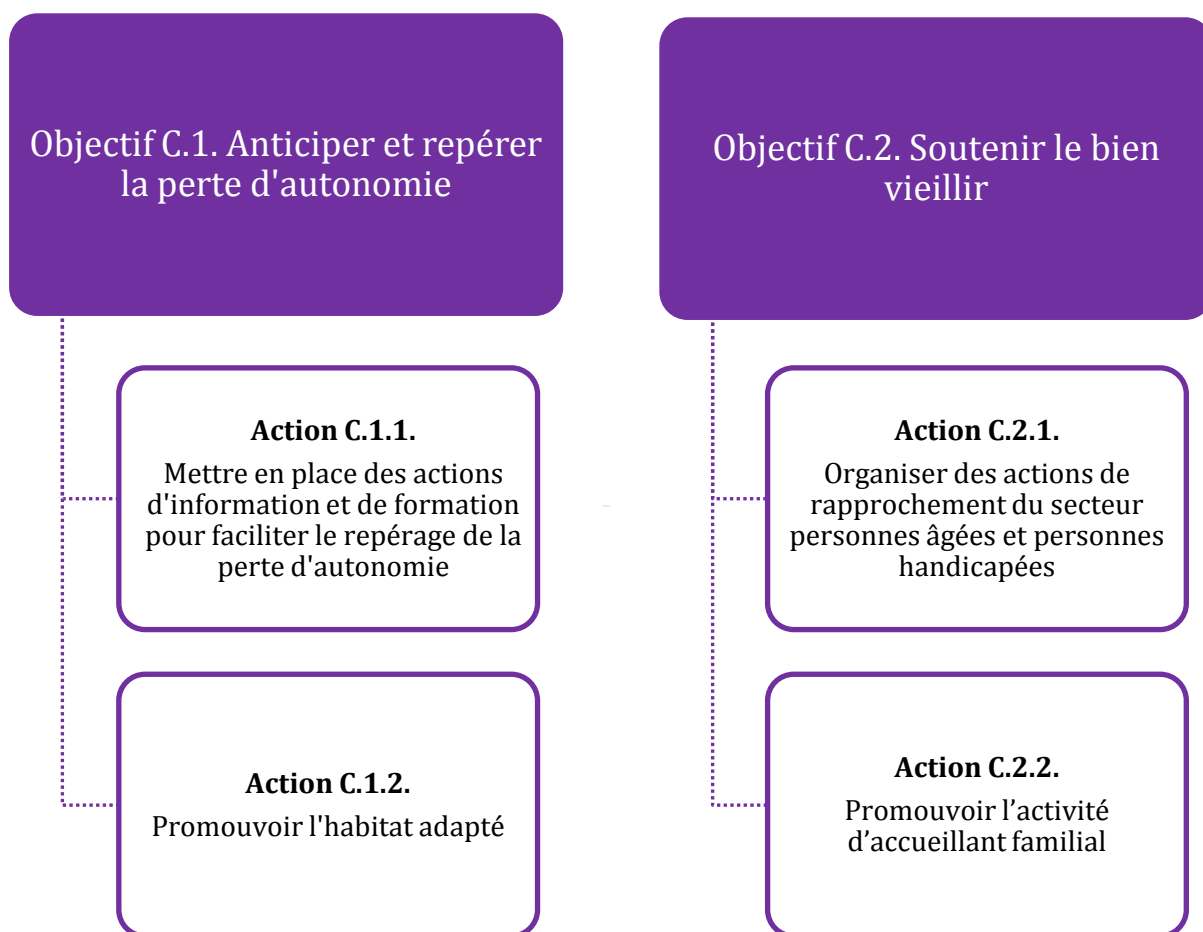 Objectif C.1. Anticiper et repérer
la perte d'autonomie
Action C.1.1.
Mettre en place des actions
d'information et de formation
pour faciliter le repérage de la
perte d'autonomie
Action C.1.2.
Promouvoir l'habitat adapté
Objectif C.2. Soutenir le bien
vieillir
Action C.2.1.
Organiser des actions de
rapprochement du secteur
personnes âgées et personnes
handicapées
Action C.2.2.
Promouvoir l’activité
d’accueillant familial